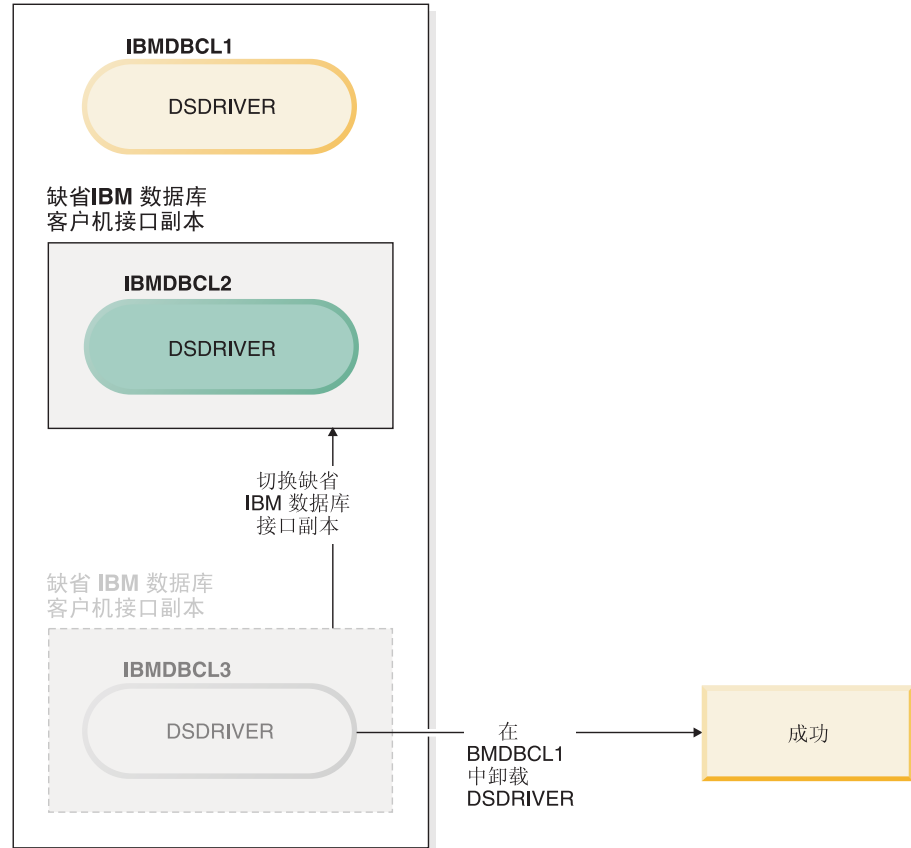 IBMDBCL1
DSDRIVER
缺省IBM 数据库
客户机接口副本
IBMDBCL2
DSDRIVER
切换缺省
IBM 数据库
接口副本
缺省 IBM 数据库
客户机接口副本
IBMDBCL3
DSDRIVER
在
BMDBCL1
中卸载
DSDRIVER
成功